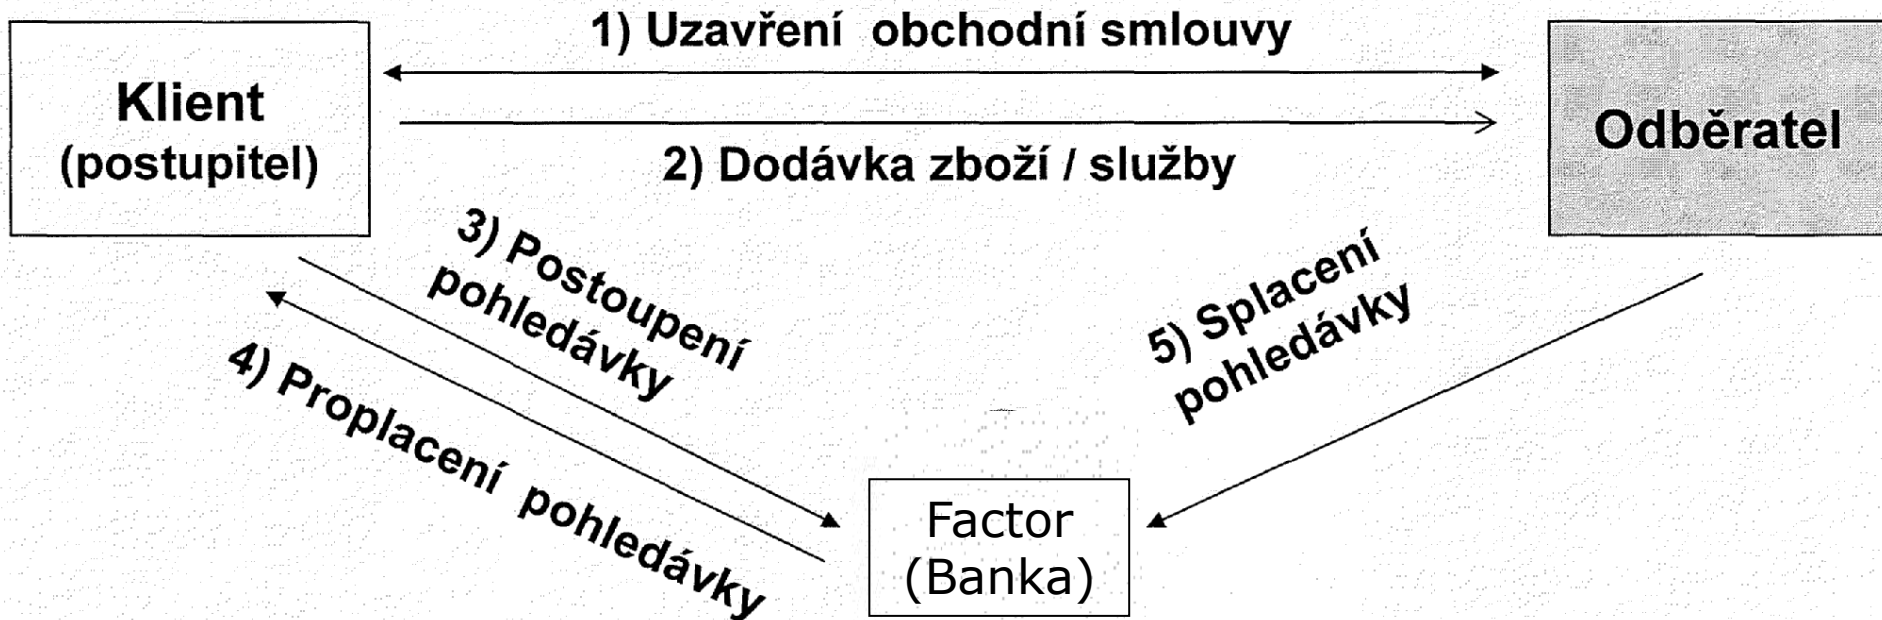 1) Uzavření obchodní smlouvy
Klient
(postupitel)
Odběratel
2) Dodávka zboží / služby
3) Postoupení
pohledávky
4) Proplacení pohledávky
5) Splacení
pohledávky
Factor
(Banka)